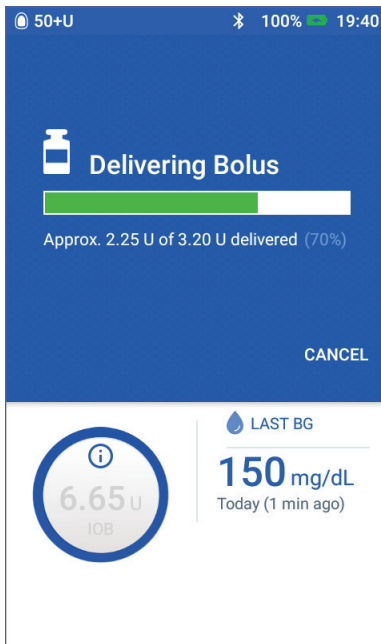 50+U 100% 19:40
Delivering Bolus
Approx. 2.25 U of 3.20 U delivered (70%)
CANCEL
LAST BG
150 mg/dL
Today (1 min ago)
i
6.65 U
IOB